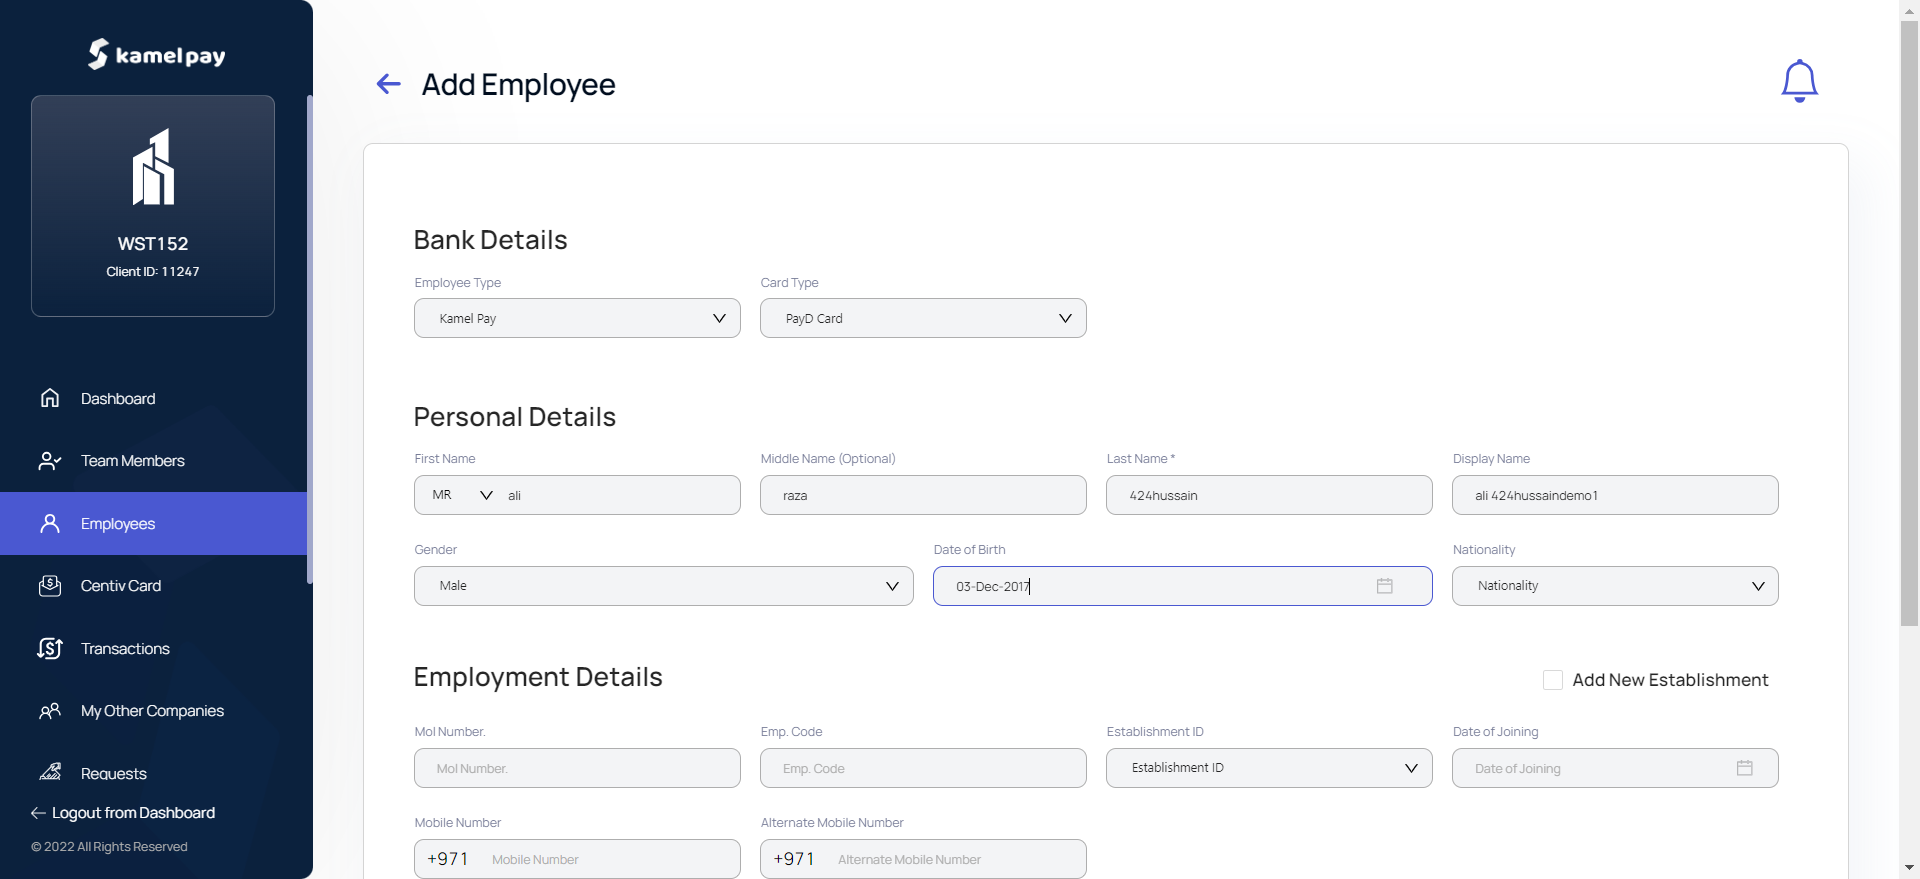 kamelpay
WST152
Client ID: 11247
Dashboard
Team Members
Employees
Centiv Card
Transactions
My Other Companies
Requests
Logout from Dashboard
© 2022 All Rights Reserved
Add Employee
Bank Details
Employee Type
Card Type
Kamel Pay
PayD Card
Personal Details
First Name
Middle Name (Optional)
Last Name *
Display Name
MR ali
raza
424hussain
ali 424hussaindemo1
Gender
Date of Birth
Nationality
Male
03-Dec-2017
Nationality
Employment Details
Add New Establishment
Mol Number.
Emp. Code
Establishment ID
Date of Joining
Mol Number.
Emp. Code
Establishment ID
Date of Joining
Mobile Number
Alternate Mobile Number
+971 Mobile Number
+971 Alternate Mobile Number